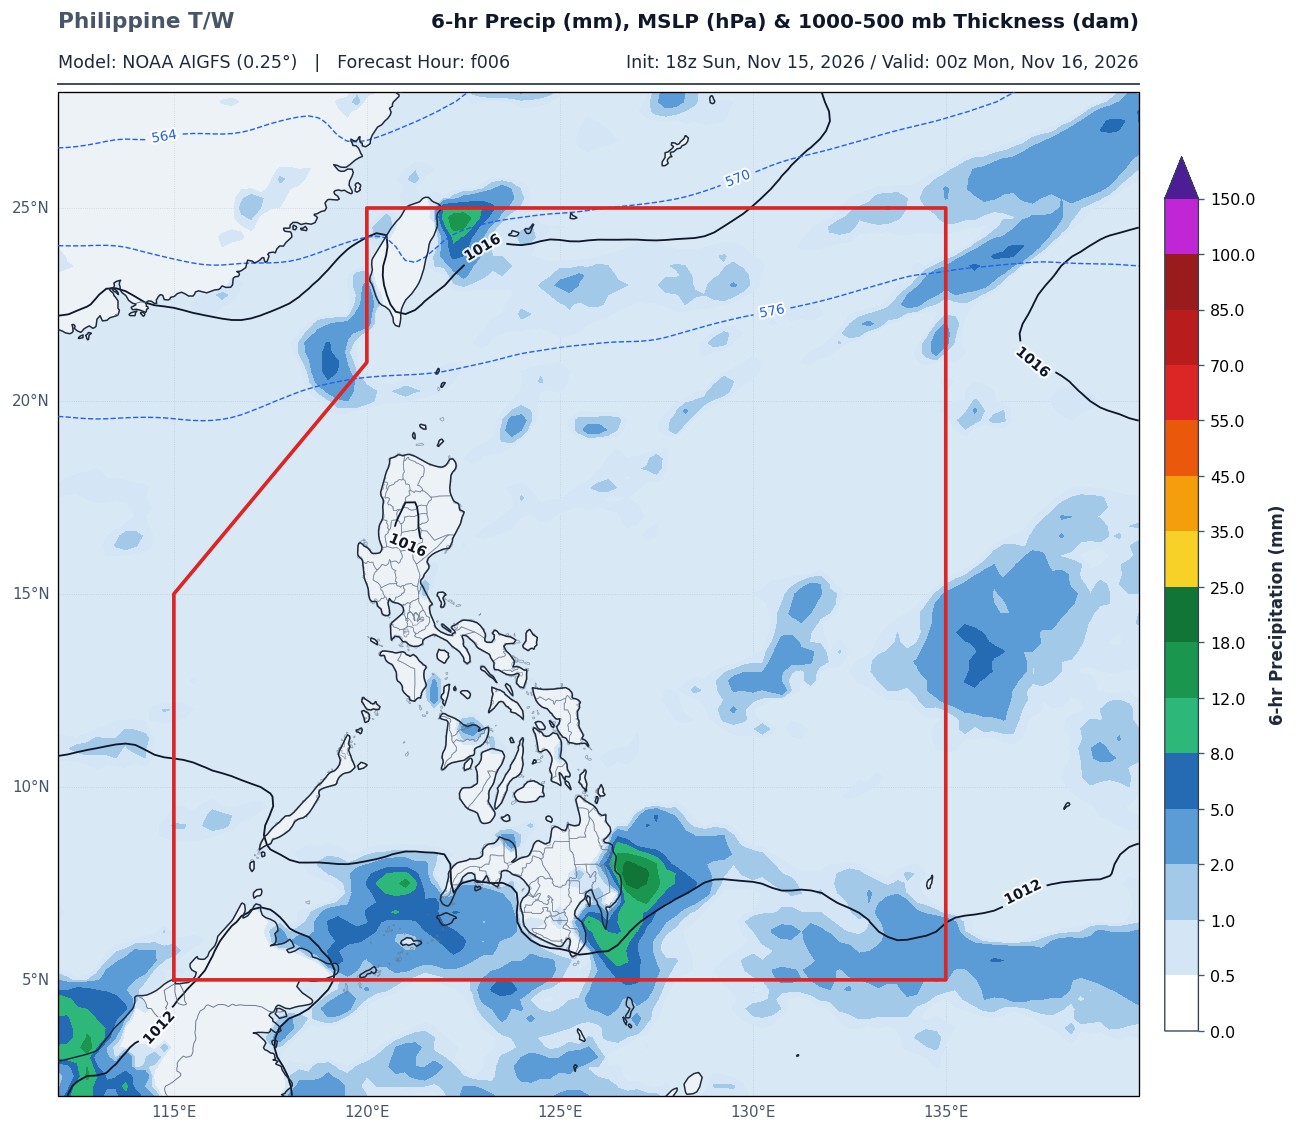 Philippine T/W
6-hr Precip (mm), MSLP (hPa) & 1000-500 mb Thickness (dam)
Model: NOAA AIGFS (0.25°) | Forecast Hour: f006
Init: 18z Sun, Nov 15, 2026 / Valid: 00z Mon, Nov 16, 2026
564
570
576
1016
1016
1016
1012
1012
25°N
20°N
15°N
10°N
5°N
115°E
120°E
125°E
130°E
135°E
150.0
100.0
85.0
70.0
55.0
45.0
35.0
25.0
18.0
12.0
8.0
5.0
2.0
1.0
0.5
0.0
6-hr Precipitation (mm)